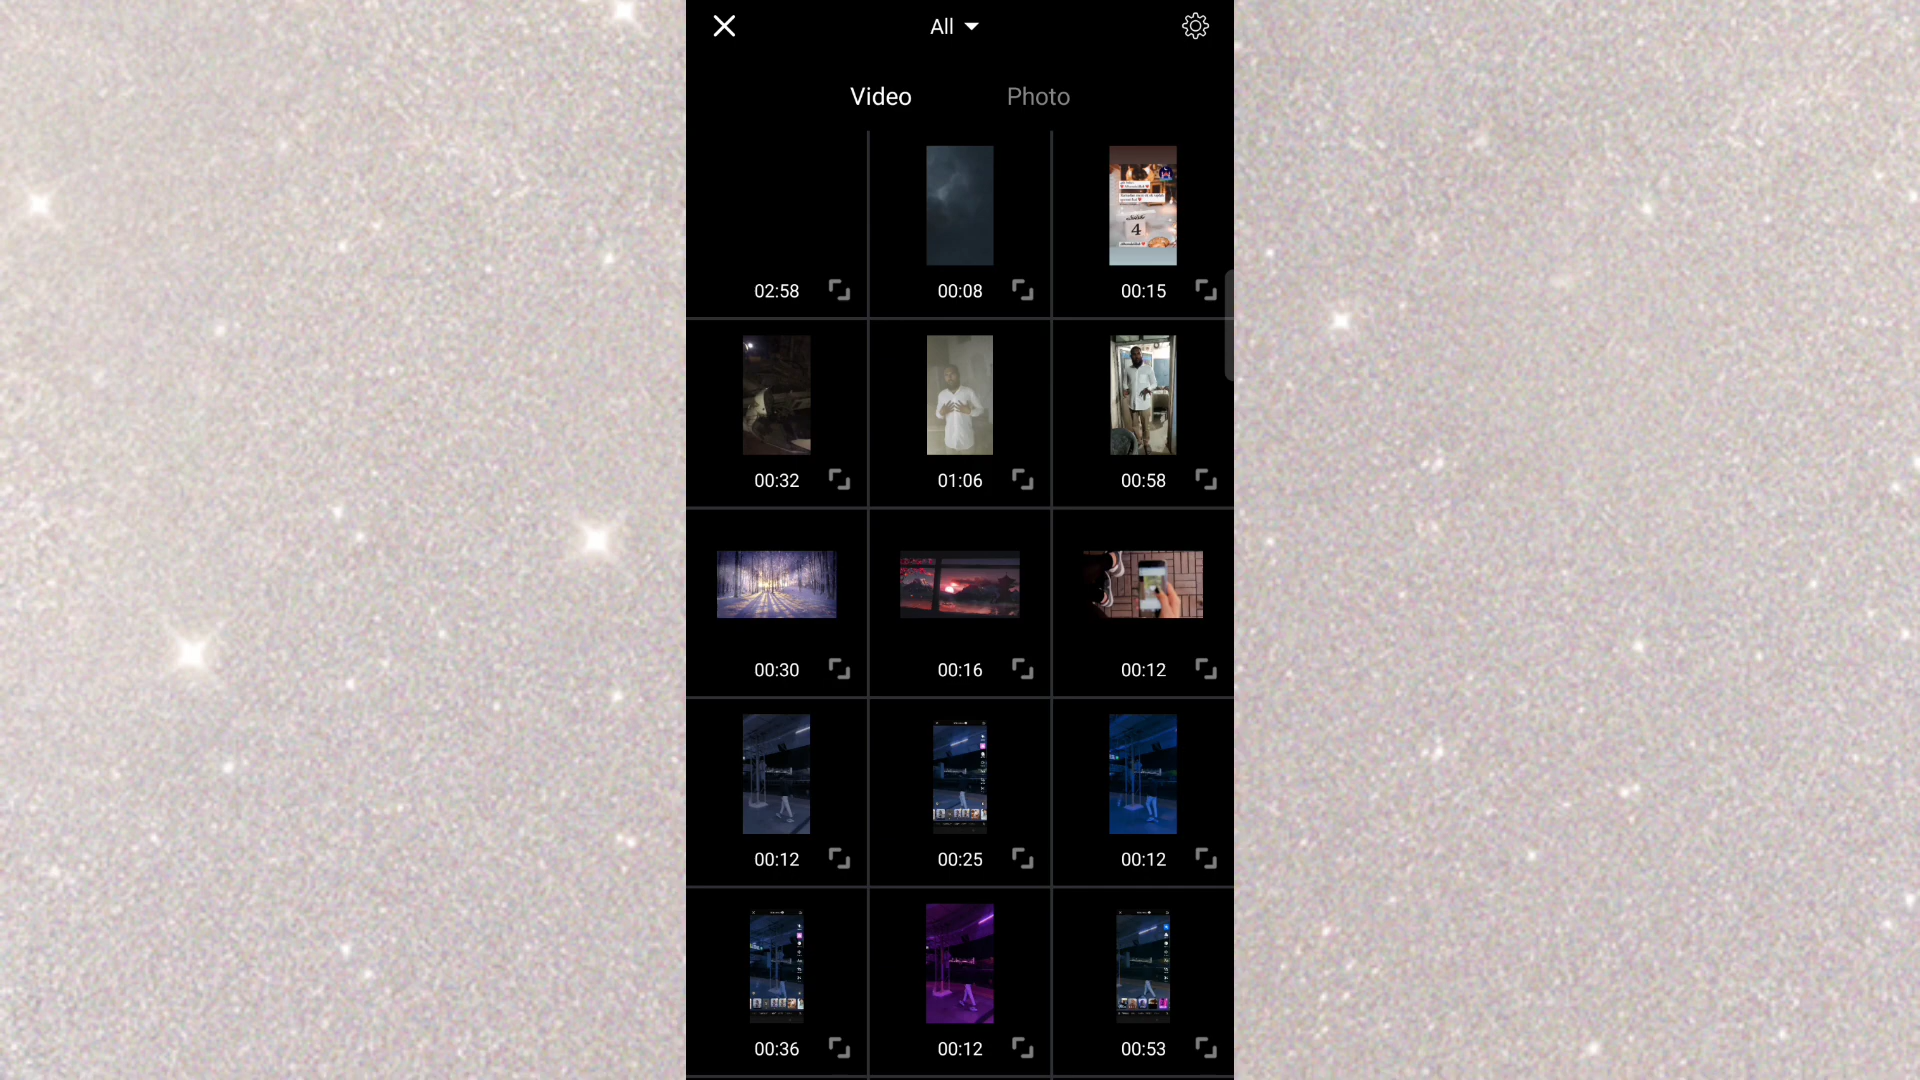 All
Video Photo
4
02:58 00:08 00:15
00:32 01:06 00:58
00:30 00:16 00:12
00:12 00:25 00:12
00:36 00:12 00:53